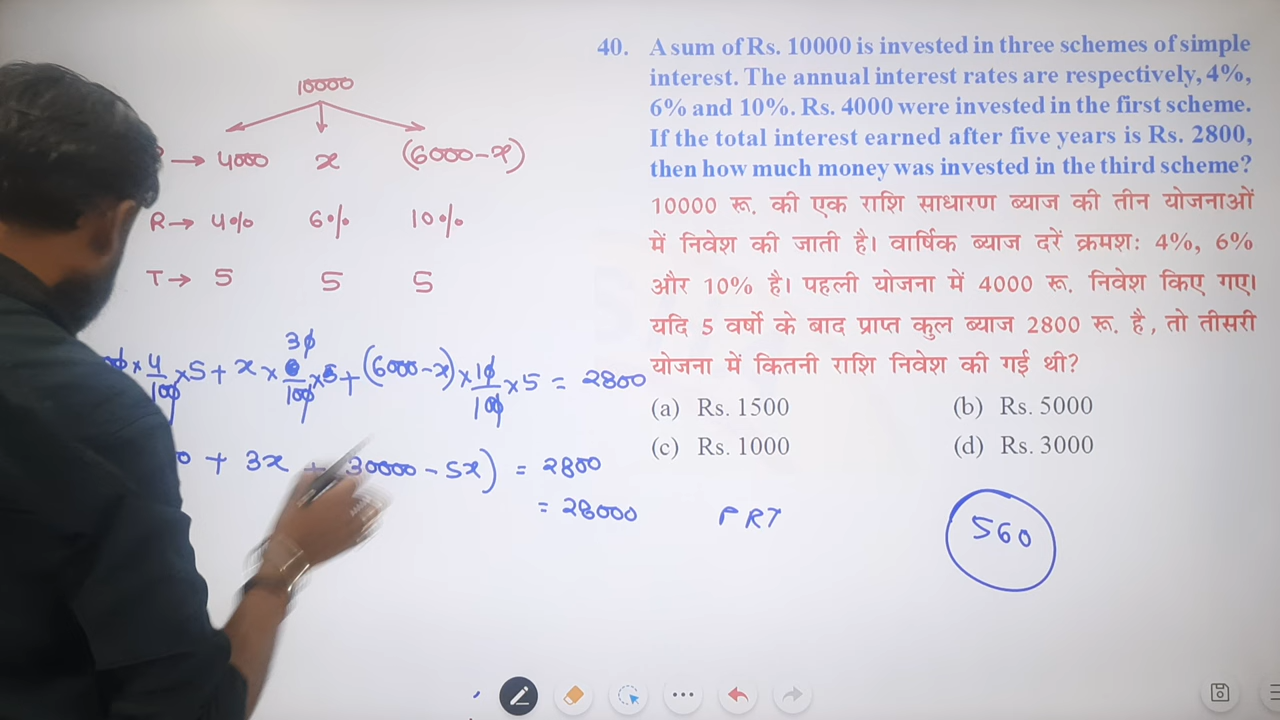 40. A sum of Rs. 10000 is invested in three schemes of simple
interest. The annual interest rates are respectively, 4%,
6% and 10%. Rs. 4000 were invested in the first scheme.
If the total interest earned after five years is Rs. 2800,
then how much money was invested in the third scheme?
10000 रू. की एक राशि साधारण ब्याज की तीन योजनाओं
में निवेश की जाती है। वार्षिक ब्याज दरें क्रमश: 4%, 6%
और 10% है। पहली योजना में 4000 रू. निवेश किए गए।
यदि 5 वर्षो के बाद प्राप्त कुल ब्याज 2800 रू. है, तो तीसरी
योजना में कितनी राशि निवेश की गई थी?
(a) Rs. 1500 (b) Rs. 5000
(c) Rs. 1000 (d) Rs. 3000
10000
→ 4000 x (6000-x)
R→ 4% 6% 10%
T→ 5 5 5
3φ
× 4/100 × 5 + x × 6/100 × 5 + (6000-x) × 10/100 × 5 = 2800
0 + 3x + 30000 - 5x) = 2800
= 28000
PRT
560